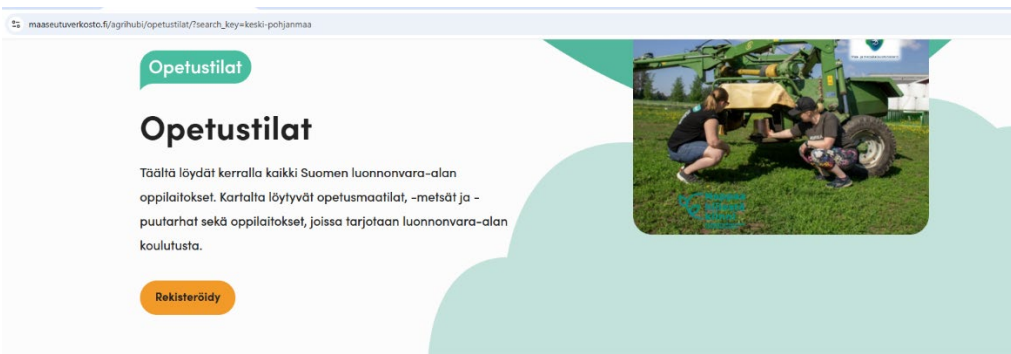 maaseutuverkosto.fi/agrihubi/opetustilat/?search_key=keski-pohjanmaa
Opetustilat
Opetustilat
Täältä löydät kerralla kaikki Suomen luonnonvara-alan
oppilaitokset. Kartalta löytyvät opetusmaatilat, -metsät ja -
puutarhat sekä oppilaitokset, joissa tarjotaan luonnonvara-alan
koulutusta.
Rekisteröidy